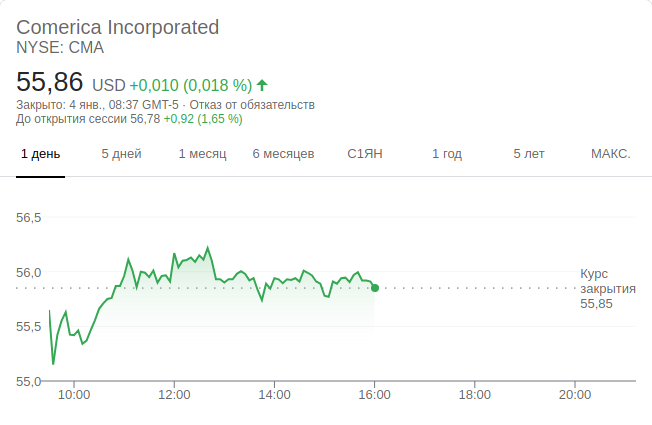 Comerica Incorporated
NYSE: CMA
55,86 USD +0,010 (0,018 %)
Закрыто: 4 янв., 08:37 GMT-5 · Отказ от обязательств
До открытия сессии 56,78 +0,92 (1,65 %)
1 день 5 дней 1 месяц 6 месяцев С1ЯН 1 год 5 лет МАКС.
56,5
56,0
Курс
закрытия
55,85
55,5
55,0
10:00 12:00 14:00 16:00 18:00 20:00